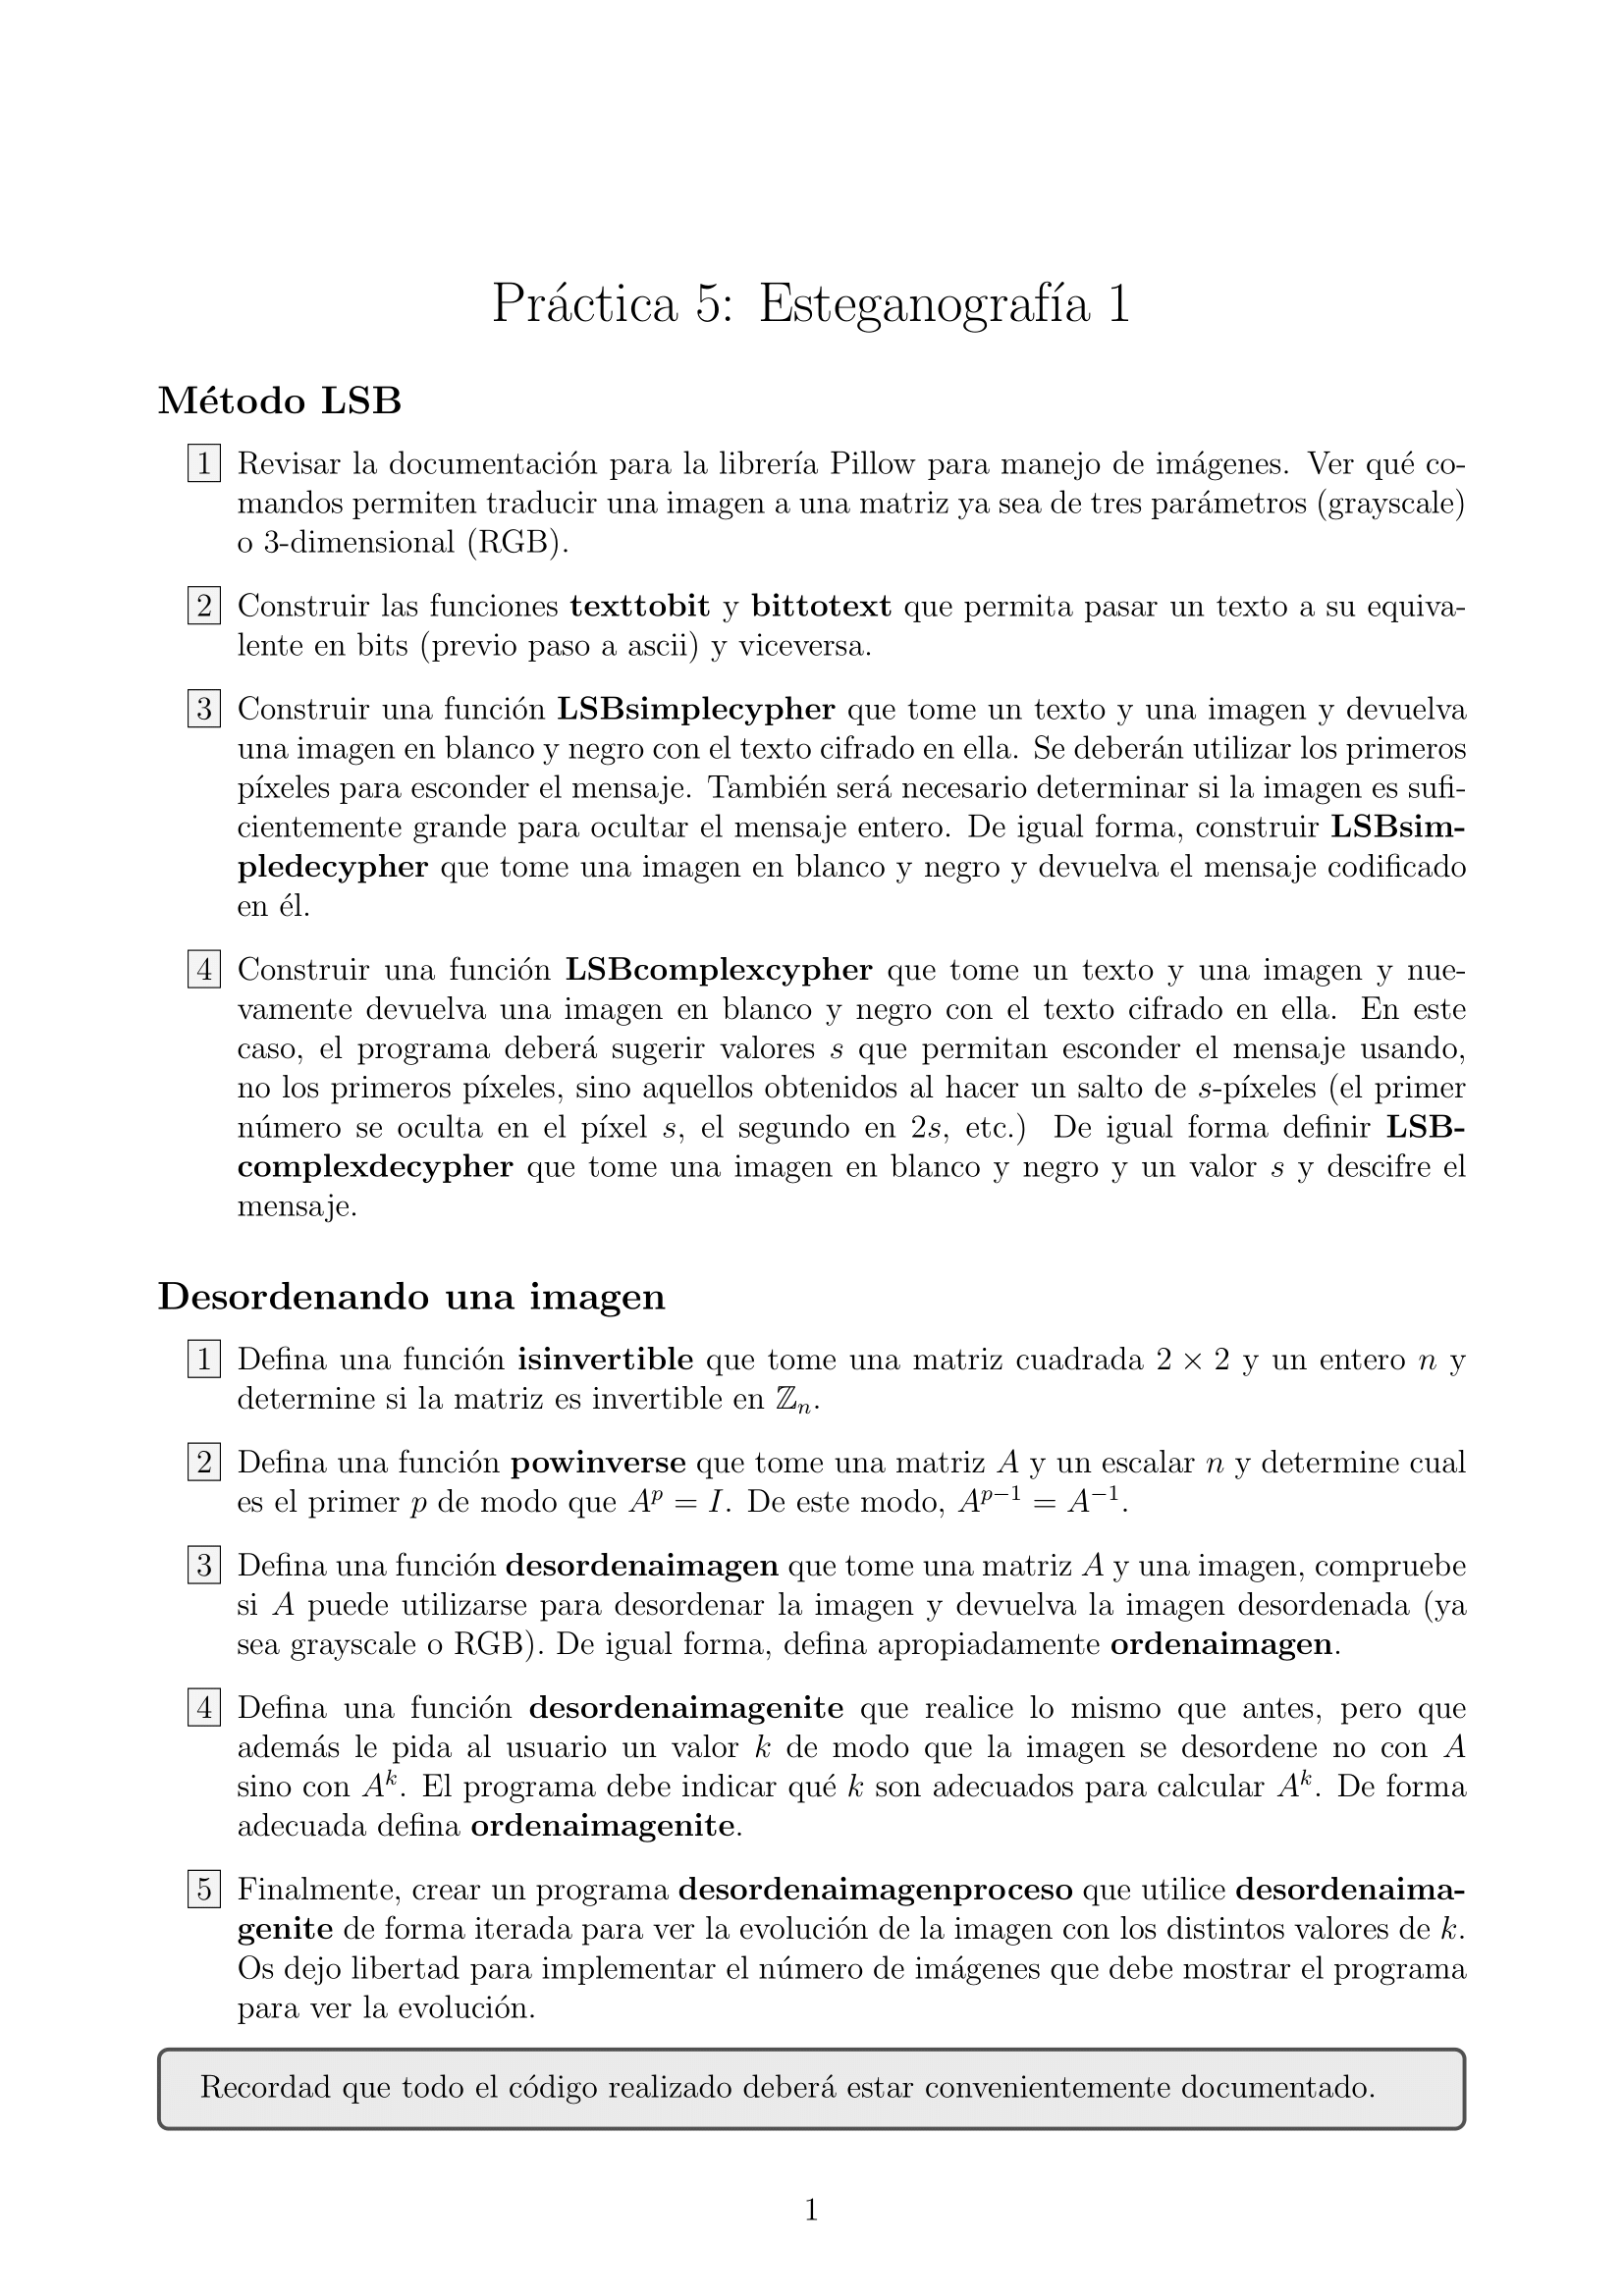 Práctica 5: Esteganografía 1
Método LSB
1 Revisar la documentación para la librería Pillow para manejo de imágenes. Ver qué co-
mandos permiten traducir una imagen a una matriz ya sea de tres parámetros (grayscale)
o 3-dimensional (RGB).
2 Construir las funciones texttobit y bittotext que permita pasar un texto a su equiva-
lente en bits (previo paso a ascii) y viceversa.
3 Construir una función LSBsimplecypher que tome un texto y una imagen y devuelva
una imagen en blanco y negro con el texto cifrado en ella. Se deberán utilizar los primeros
píxeles para esconder el mensaje. También será necesario determinar si la imagen es sufi-
cientemente grande para ocultar el mensaje entero. De igual forma, construir LSBsim-
pledecypher que tome una imagen en blanco y negro y devuelva el mensaje codificado
en él.
4 Construir una función LSBcomplexcypher que tome un texto y una imagen y nue-
vamente devuelva una imagen en blanco y negro con el texto cifrado en ella. En este
caso, el programa deberá sugerir valores s que permitan esconder el mensaje usando,
no los primeros píxeles, sino aquellos obtenidos al hacer un salto de s-píxeles (el primer
número se oculta en el píxel s, el segundo en 2s, etc.) De igual forma definir LSB-
complexdecypher que tome una imagen en blanco y negro y un valor s y descifre el
mensaje.
Desordenando una imagen
1 Defina una función isinvertible que tome una matriz cuadrada 2 × 2 y un entero n y
determine si la matriz es invertible en ℤₙ.
2 Defina una función powinverse que tome una matriz A y un escalar n y determine cual
es el primer p de modo que Aᵖ = I. De este modo, Aᵖ⁻¹ = A⁻¹.
3 Defina una función desordenaimagen que tome una matriz A y una imagen, compruebe
si A puede utilizarse para desordenar la imagen y devuelva la imagen desordenada (ya
sea grayscale o RGB). De igual forma, defina apropiadamente ordenaimagen.
4 Defina una función desordenaimagenite que realice lo mismo que antes, pero que
además le pida al usuario un valor k de modo que la imagen se desordene no con A
sino con Aᵏ. El programa debe indicar qué k son adecuados para calcular Aᵏ. De forma
adecuada defina ordenaimagenite.
5 Finalmente, crear un programa desordenaimagenproceso que utilice desordenaima-
genite de forma iterada para ver la evolución de la imagen con los distintos valores de k.
Os dejo libertad para implementar el número de imágenes que debe mostrar el programa
para ver la evolución.
Recordad que todo el código realizado deberá estar convenientemente documentado.
1